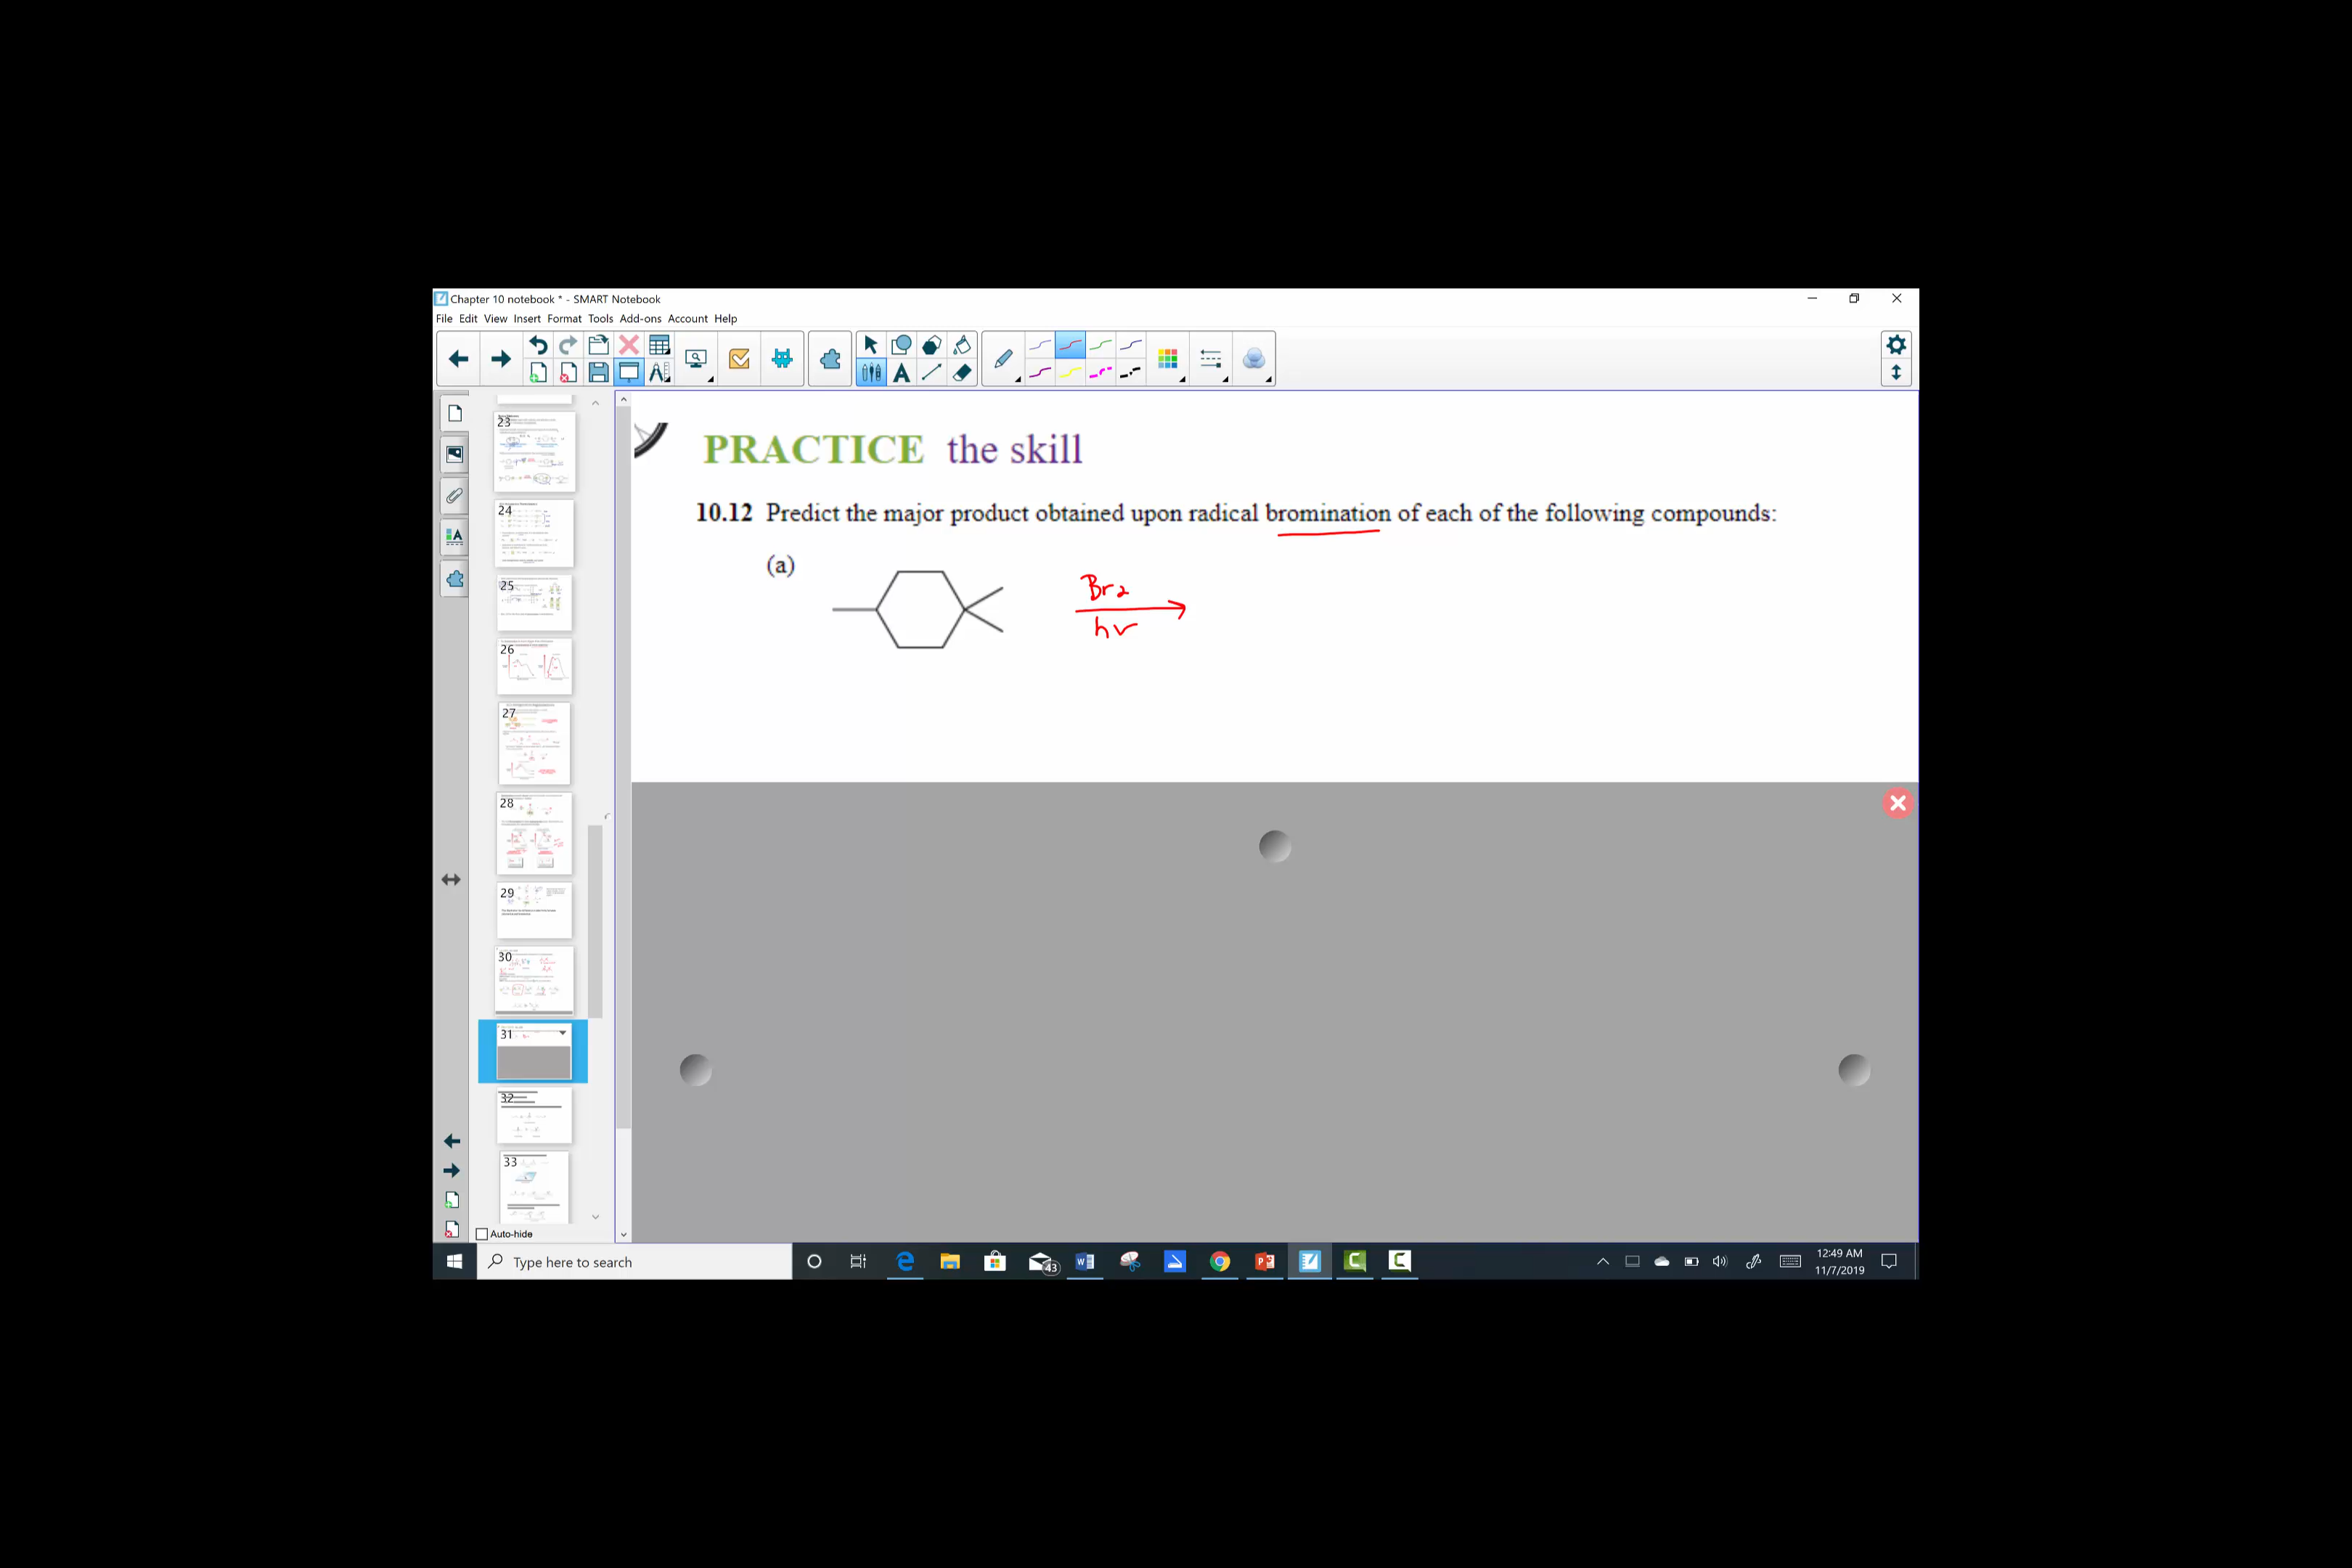 Chapter 10 notebook * - SMART Notebook
File Edit View Insert Format Tools Add-ons Account Help
PRACTICE the skill
10.12 Predict the major product obtained upon radical bromination of each of the following compounds:
(a)
Br2
hv
23
24
25
26
27
28
29
30
31
32
33
Auto-hide
Type here to search
43
12:49 AM
11/7/2019